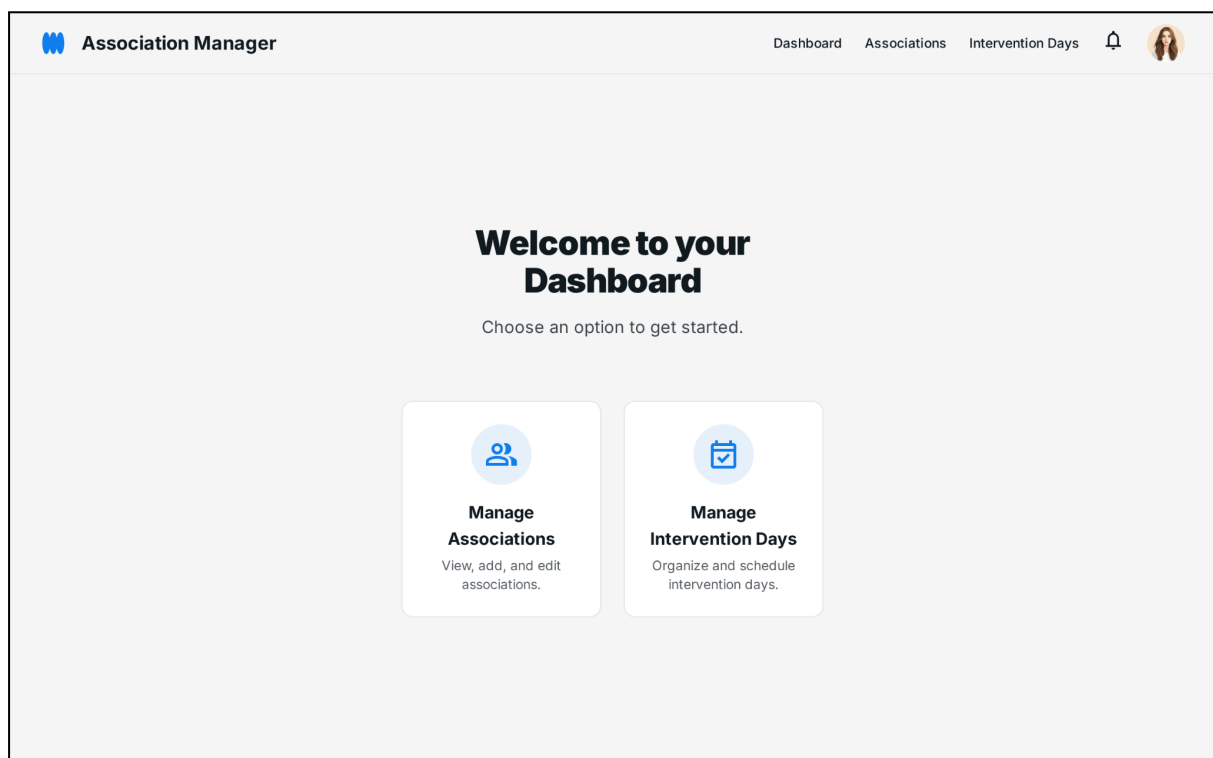 Association Manager
Dashboard
Associations
Intervention Days
Welcome to your
Dashboard
Choose an option to get started.
Manage
Associations
View, add, and edit
associations.
Manage
Intervention Days
Organize and schedule
intervention days.